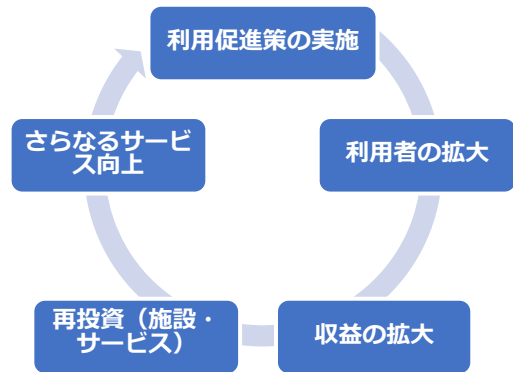 利用促進策の実施
利用者の拡大
収益の拡大
再投資（施設・
サービス）
さらなるサービ
ス向上